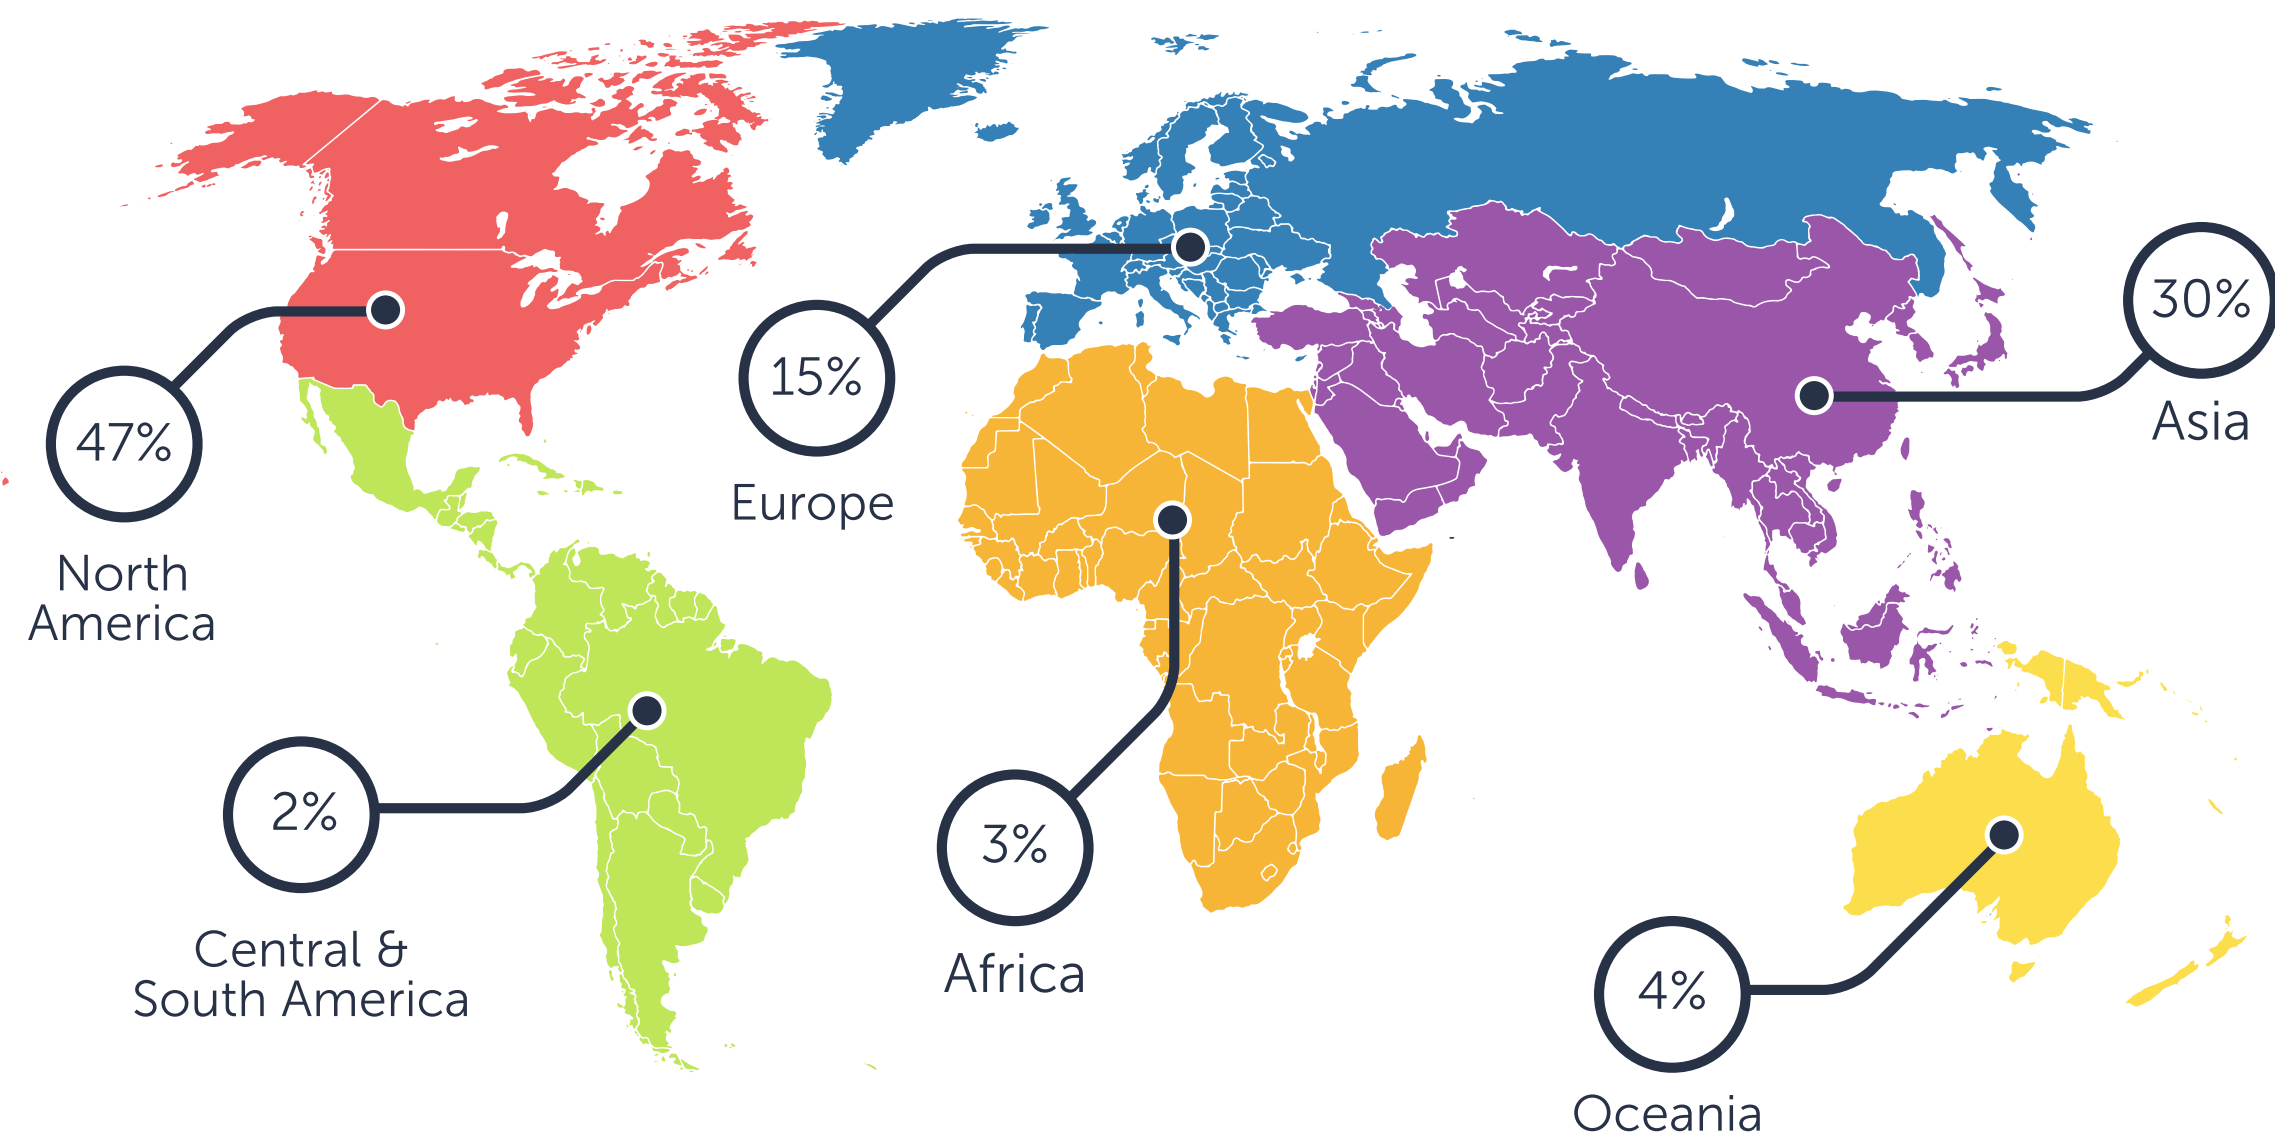 47%
North
America
15%
Europe
30%
Asia
2%
Central &
South America
3%
Africa
4%
Oceania